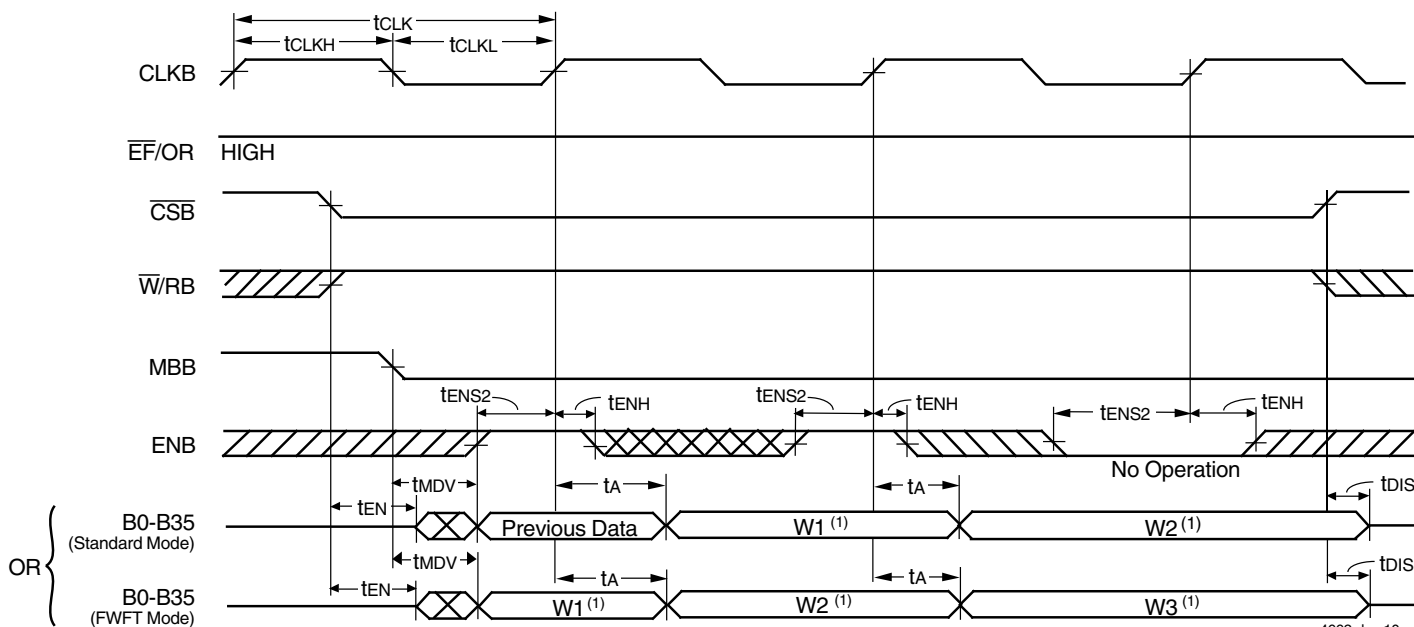 tCLK
tCLKH tCLKL
CLKB
EF/OR HIGH
CSB
W/RB
MBB
tENS2 tENH tENS2 tENH tENS2 tENH
ENB
No Operation
tMDV tA tA tDIS
tEN
B0-B35 Previous Data W1 (1) W2 (1)
(Standard Mode)
OR
tMDV tA tA tDIS
tEN
B0-B35 W1 (1) W2 (1) W3 (1)
(FWFT Mode)